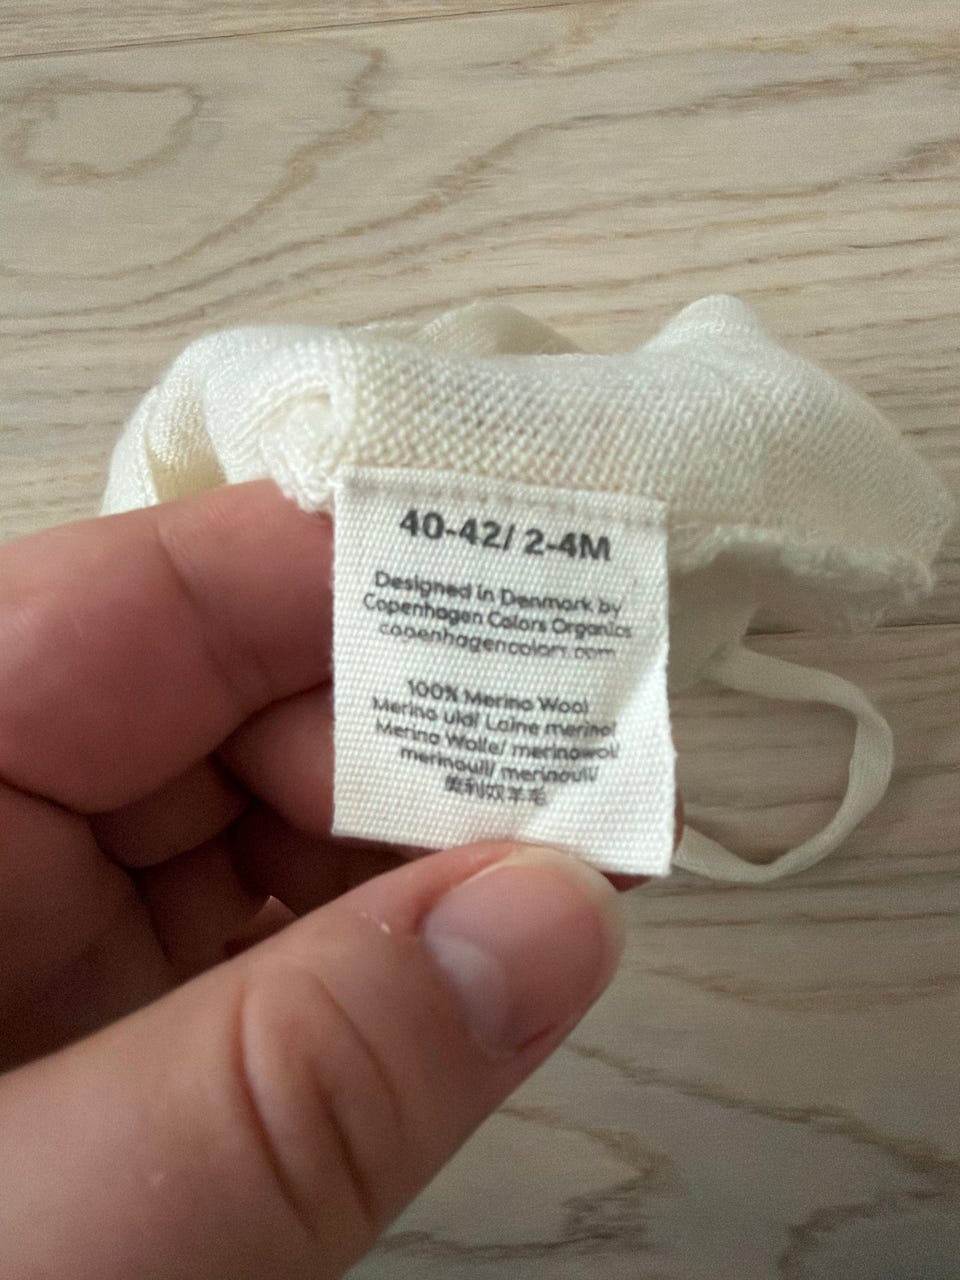 40-42/ 2-4M
Designed in Denmark by
Copenhagen Colors Organics
copenhagencolors.com
100% Merino Wool
Merino uld/ Laine merino/
Merino Wolle/ merinowol/
merinoull/ merinoull/
美利奴羊毛